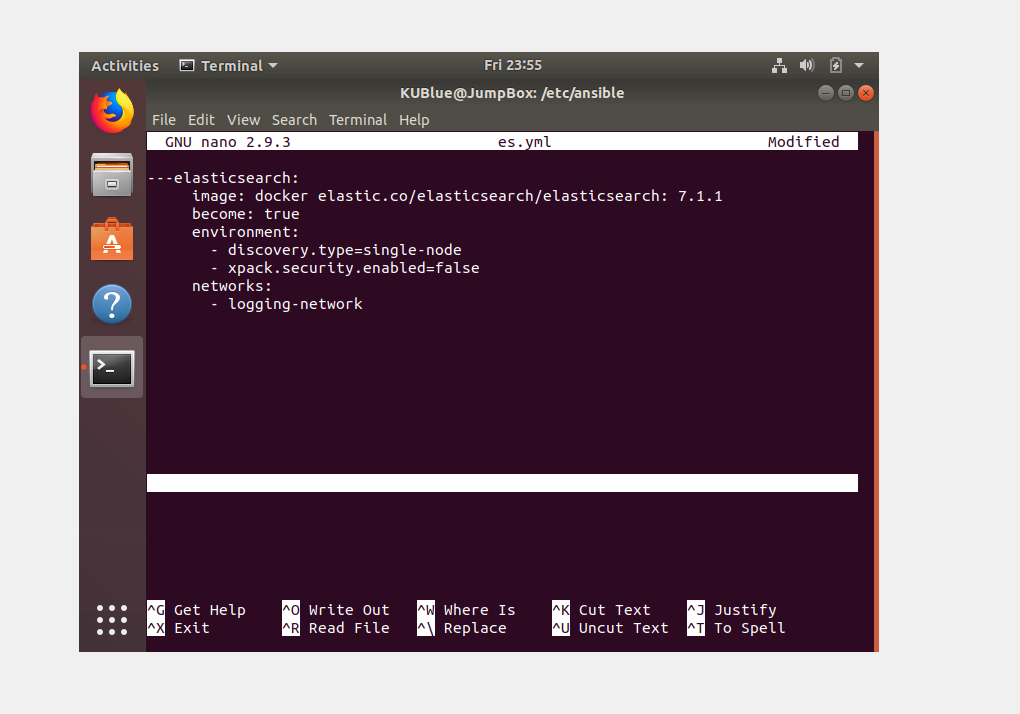 Activities Terminal Fri 23:55
KUBlue@JumpBox: /etc/ansible
File Edit View Search Terminal Help
GNU nano 2.9.3 es.yml Modified
---elasticsearch:
image: docker elastic.co/elasticsearch/elasticsearch: 7.1.1
become: true
environment:
- discovery.type=single-node
- xpack.security.enabled=false
networks:
- logging-network
^G Get Help ^O Write Out ^W Where Is ^K Cut Text ^J Justify
^X Exit ^R Read File ^\ Replace ^U Uncut Text ^T To Spell